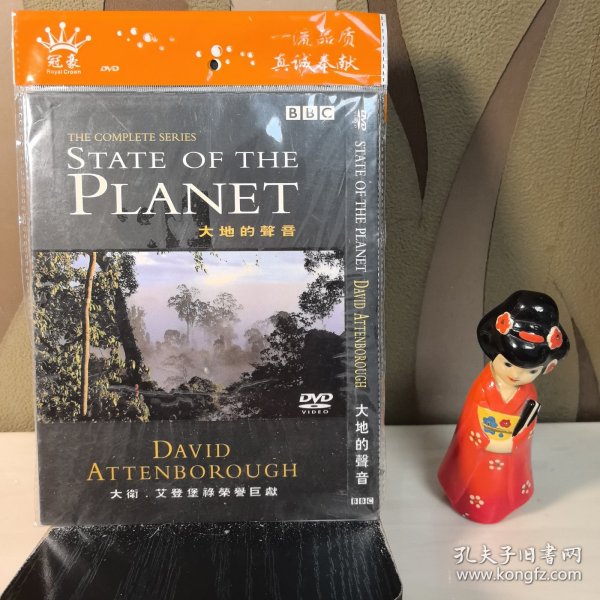 冠豪
Royal Crown
DVD
一流品质
真诚奉献
BBC
THE COMPLETE SERIES
STATE OF THE
PLANET
大地的聲音
DVD
VIDEO
DAVID
ATTENBOROUGH
大衛.艾登堡祿榮譽巨獻
DVD
STATE OF THE PLANET DAVID ATTENBOROUGH 大地的聲音
BBC
孔夫子旧书网
www.kongfz.com